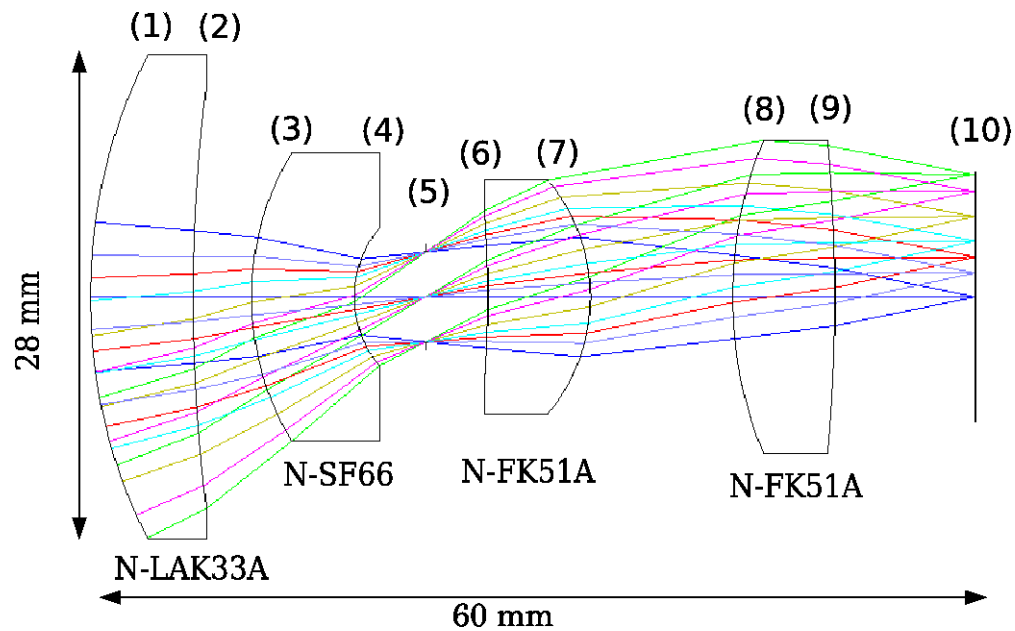 (1) (2)
(3) (4)
(5)
(6) (7)
(8) (9)
(10)
28 mm
N-LAK33A
N-SF66
N-FK51A
N-FK51A
60 mm